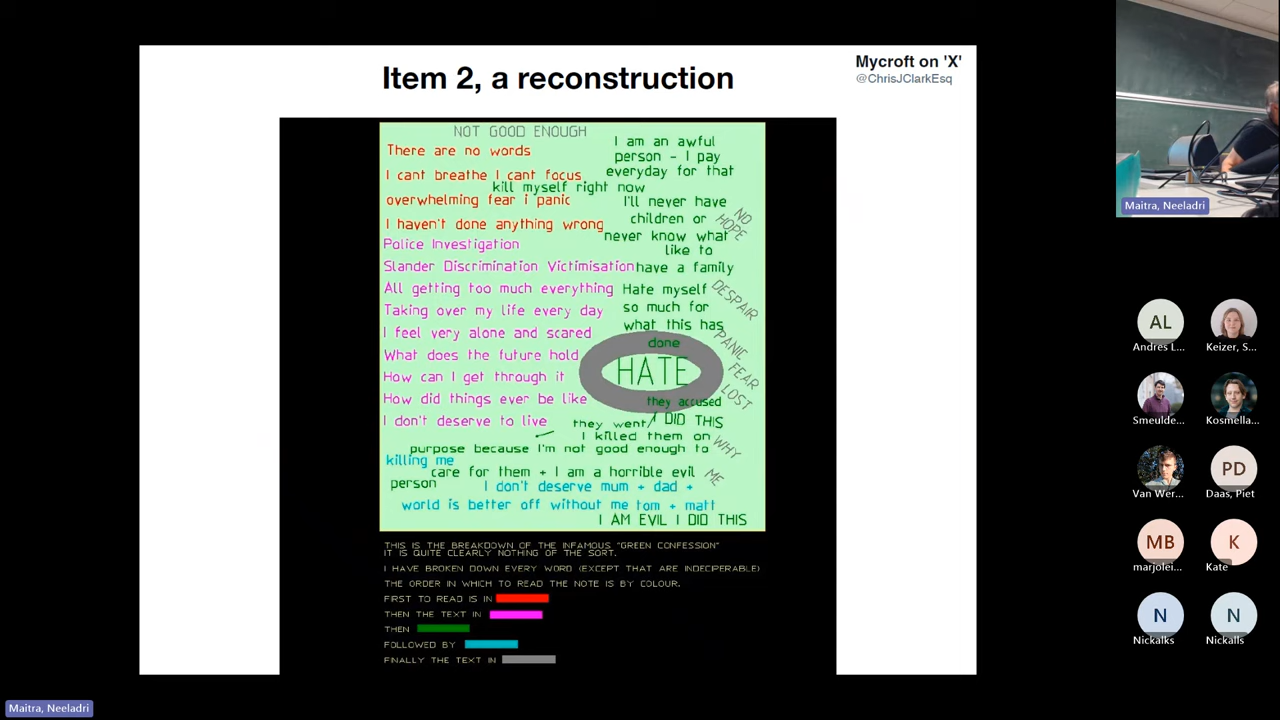 Item 2, a reconstruction
Mycroft on 'X'
@ChrisJClarkEsq
NOT GOOD ENOUGH
There are no words
I cant breathe I cant focus
kill myself right now
overwhelming fear i panic
I haven't done anything wrong
Police Investigation
Slander Discrimination Victimisation
All getting too much everything
Taking over my life every day
I feel very alone and scared
What does the future hold
How can I get through it
How did things ever be like
I don't deserve to live
I am an awful
person - I pay
everyday for that
I'll never have
children or
never know what
like to
have a family
Hate myself
so much for
what this has
done
HATE
they accused
they went/ I DID THIS
I killed them on
purpose because I'm not good enough to
killing me
care for them + I am a horrible evil
person
I don't deserve mum + dad +
world is better off without me tom + matt
I AM EVIL I DID THIS
NO
HOPE
DESPAIR
PANIC
FEAR
LOST
WHY
ME
THIS IS THE BREAKDOWN OF THE INFAMOUS "GREEN CONFESSION"
IT IS QUITE CLEARLY NOTHING OF THE SORT.
I HAVE BROKEN DOWN EVERY WORD (EXCEPT THAT ARE INDECIPERABLE)
THE ORDER IN WHICH TO READ THE NOTE IS BY COLOUR.
FIRST TO READ IS IN
THEN THE TEXT IN
THEN
FOLLOWED BY
FINALLY THE TEXT IN
Maitra, Neeladri
AL
Andres L...
Keizer, S...
Smeulde...
Kosmella...
Van Wer...
PD
Daas, Piet
MB
marjolei...
K
Kate
N
Nickalks
N
Nickalls
Maitra, Neeladri